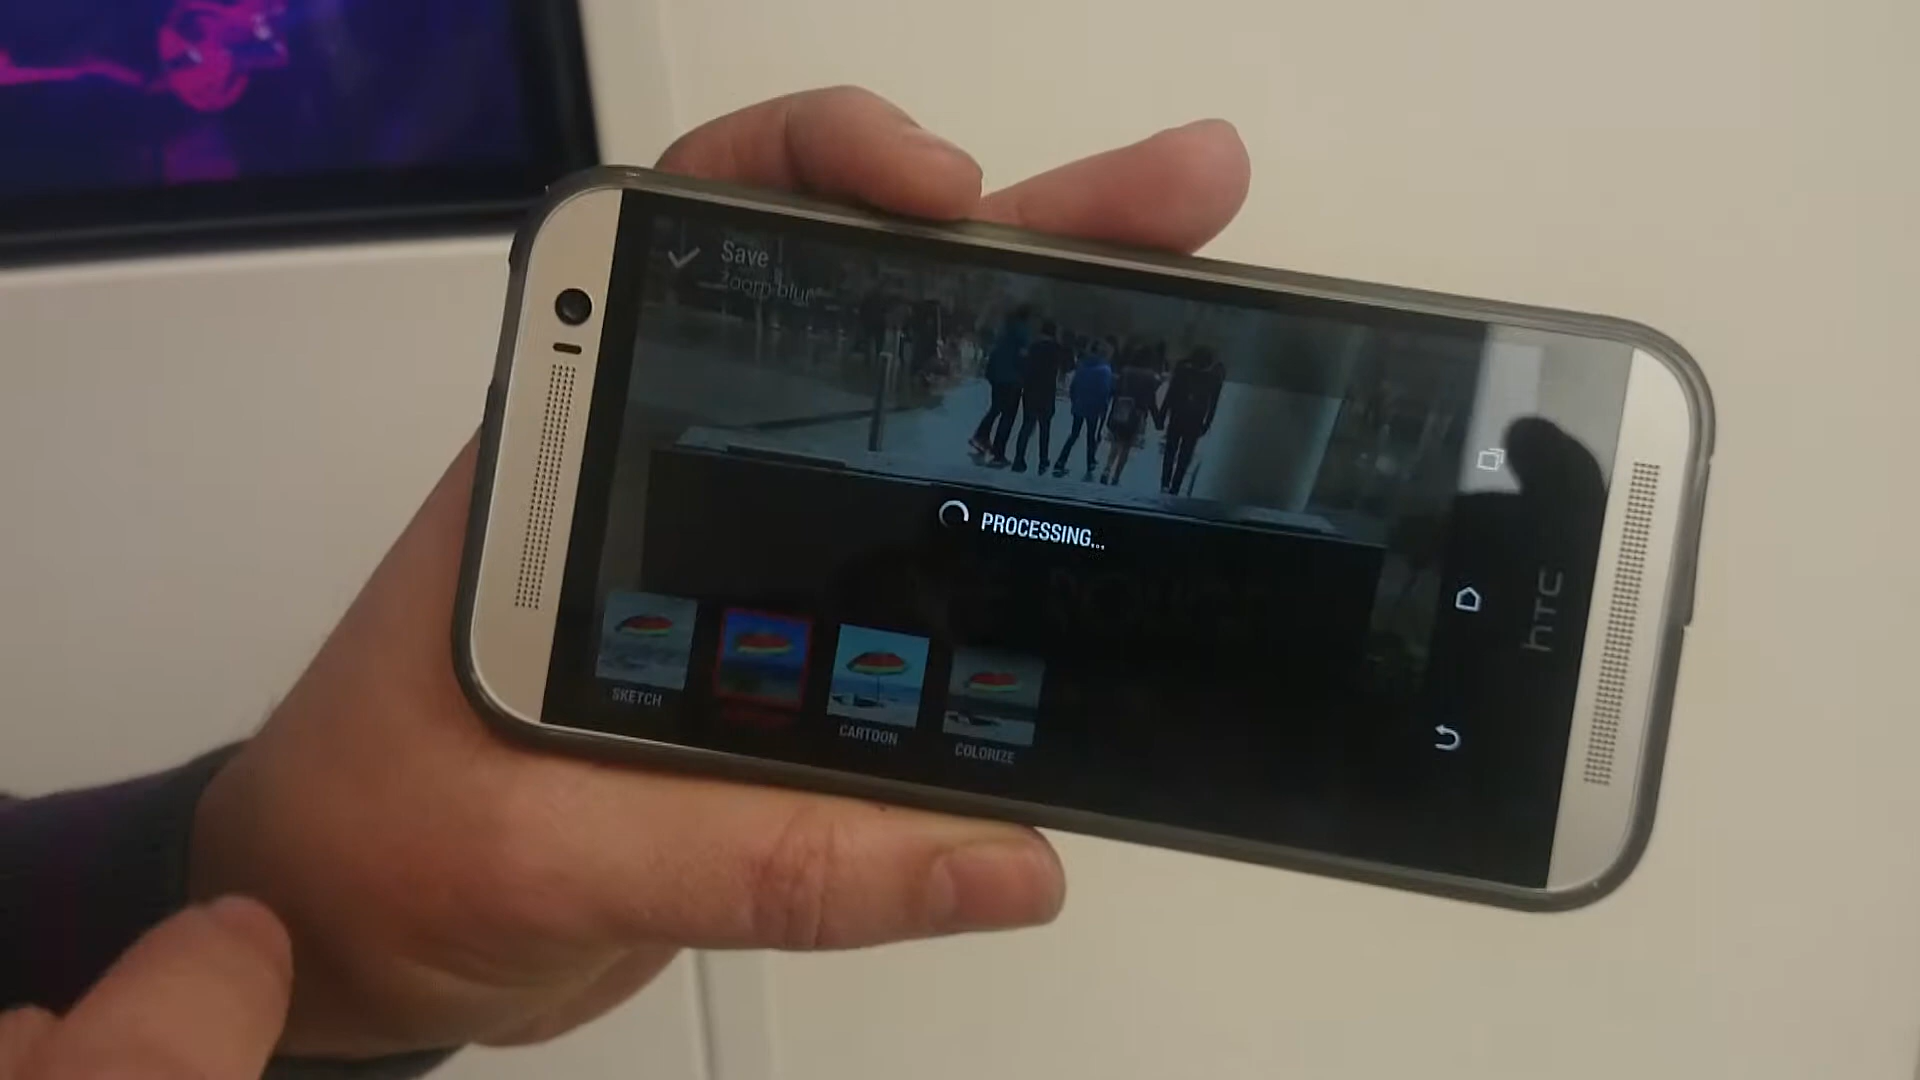 Save
Zoom blur
PROCESSING...
SKETCH
CARTOON
COLORIZE
hTC